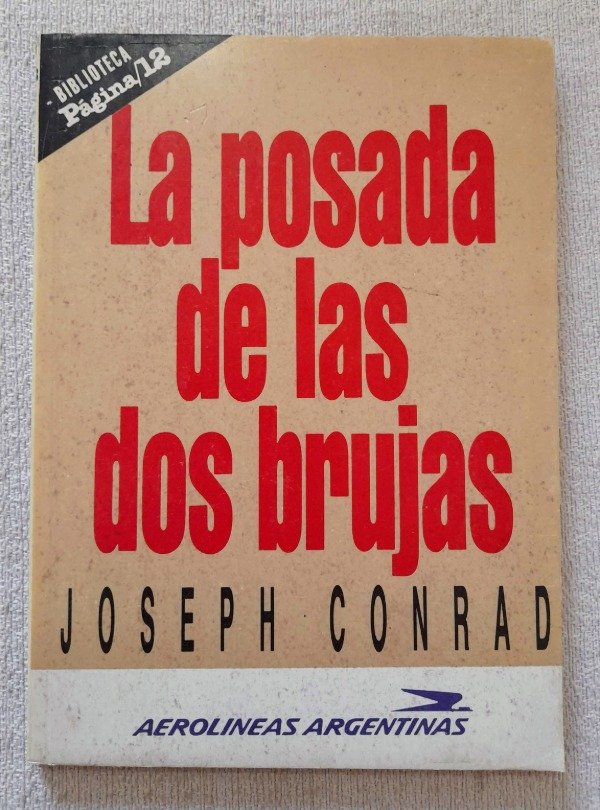 BIBLIOTECA
Página/12
La posada
de las
dos brujas
JOSEPH CONRAD
AEROLINEAS ARGENTINAS